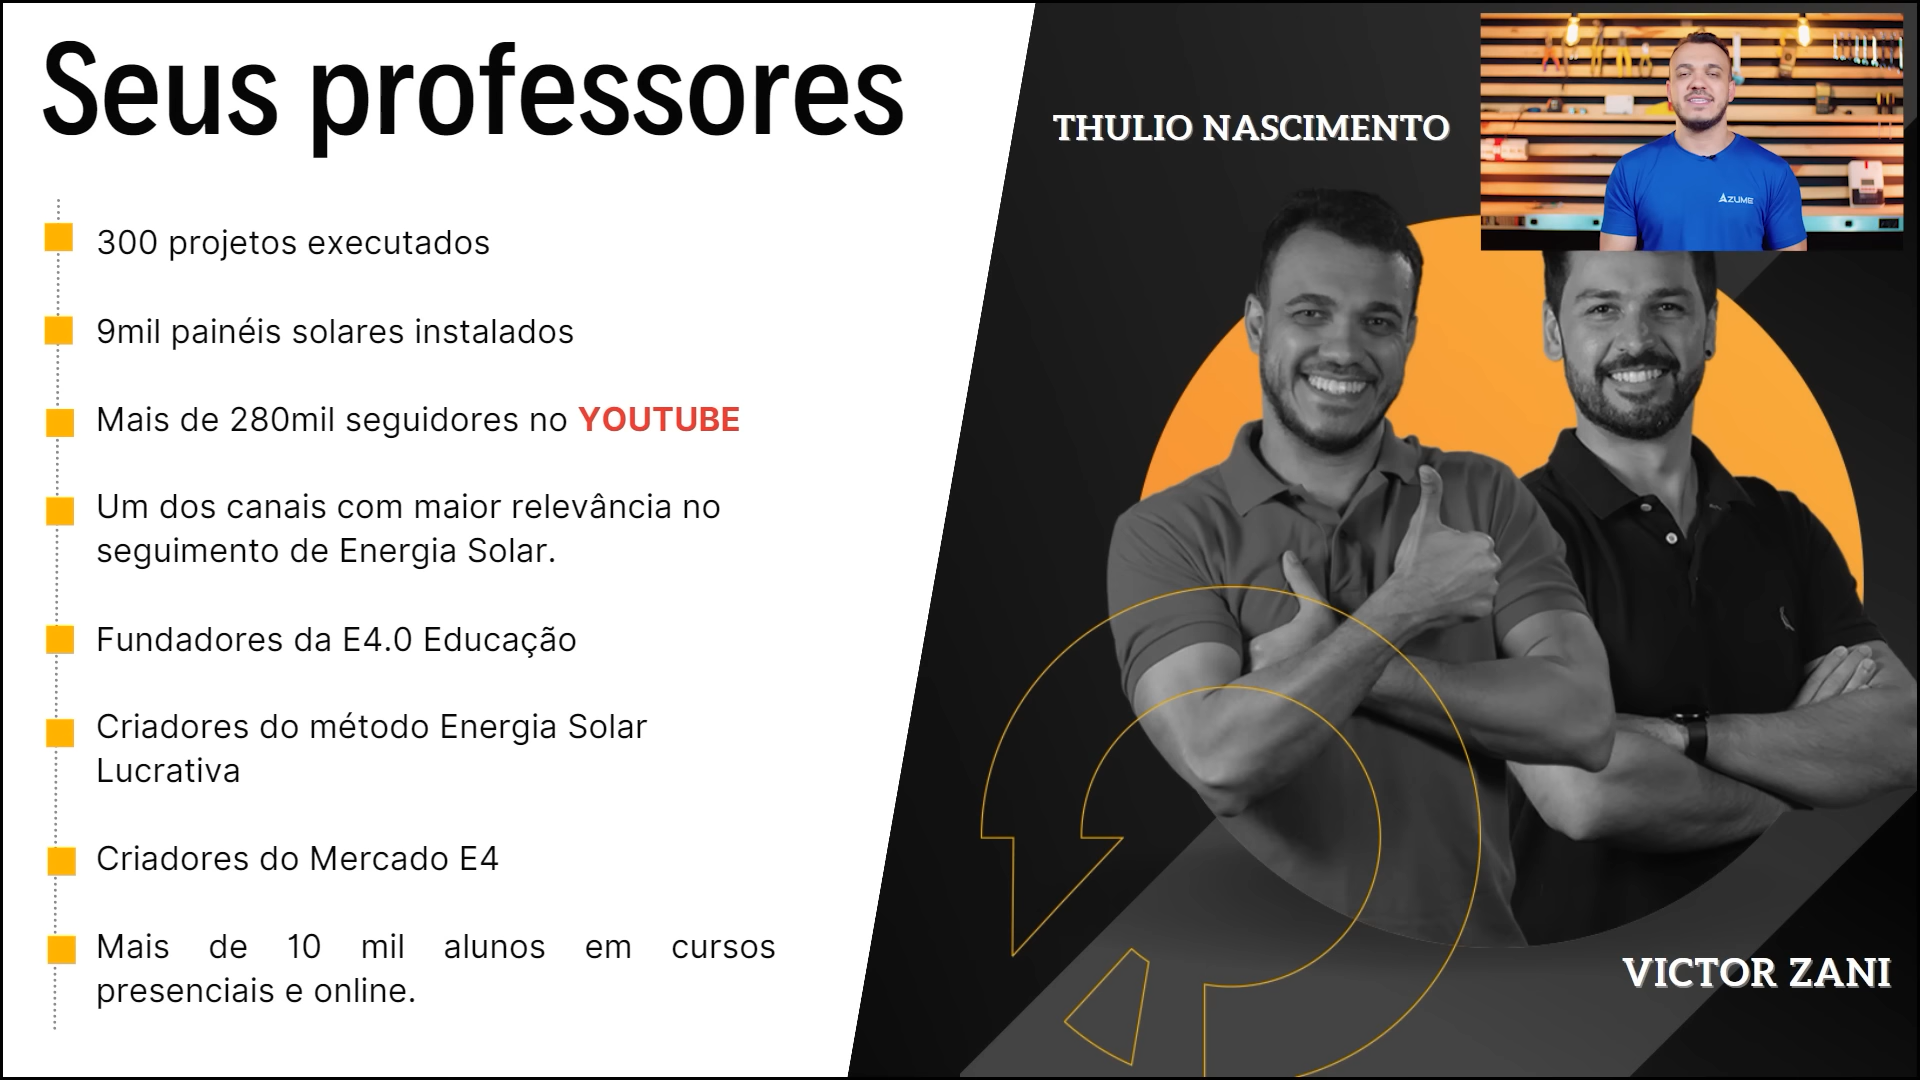 Seus professores
300 projetos executados
9mil painéis solares instalados
Mais de 280mil seguidores no YOUTUBE
Um dos canais com maior relevância no
seguimento de Energia Solar.
Fundadores da E4.0 Educação
Criadores do método Energia Solar
Lucrativa
Criadores do Mercado E4
Mais de 10 mil alunos em cursos
presenciais e online.
THULIO NASCIMENTO
AZUME
VICTOR ZANI